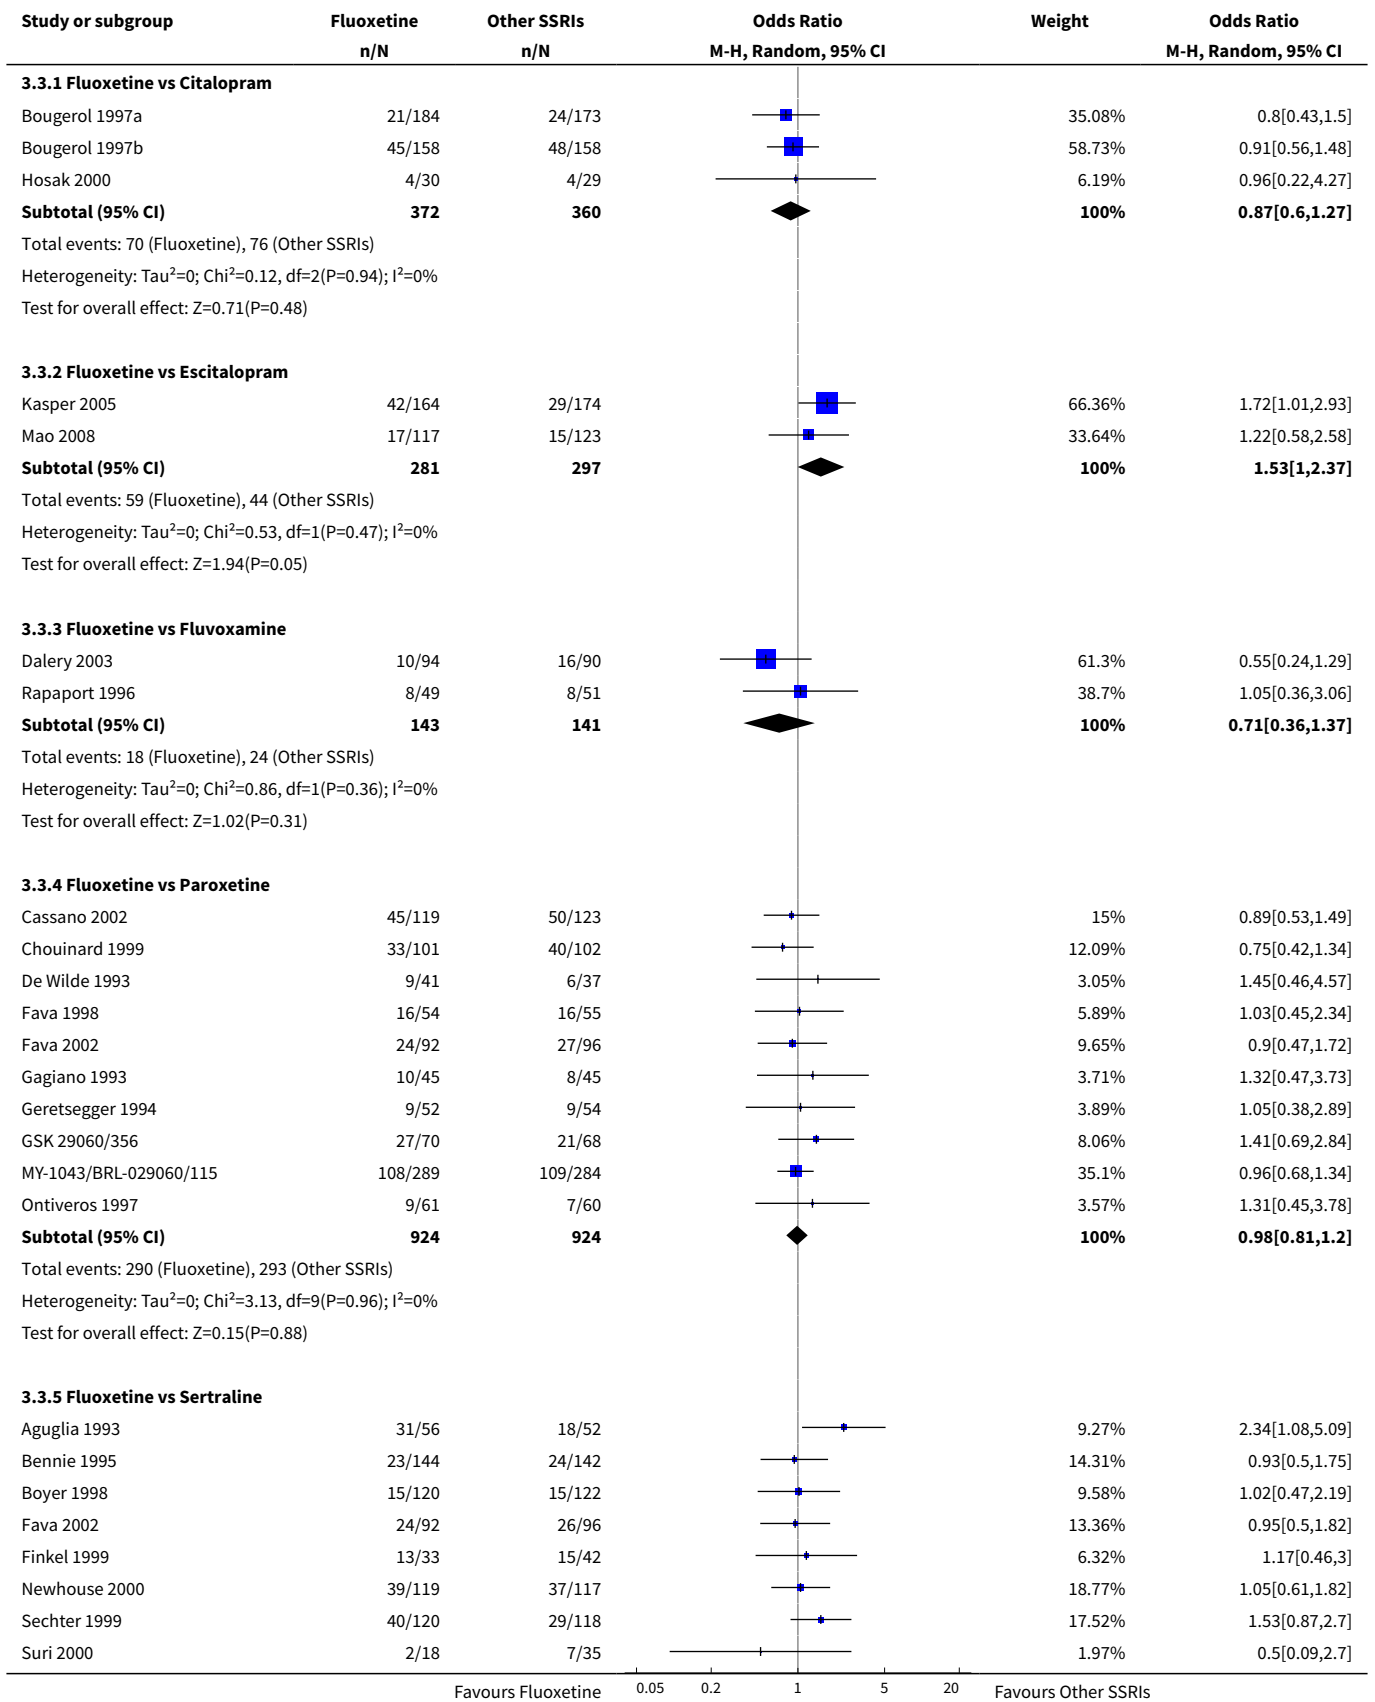 Study or subgroup Fluoxetine Other SSRIs Odds Ratio Weight Odds Ratio
n/N n/N M-H, Random, 95% CI M-H, Random, 95% CI
3.3.1 Fluoxetine vs Citalopram
Bougerol 1997a 21/184 24/173 35.08% 0.8[0.43,1.5]
Bougerol 1997b 45/158 48/158 58.73% 0.91[0.56,1.48]
Hosak 2000 4/30 4/29 6.19% 0.96[0.22,4.27]
Subtotal (95% CI) 372 360 100% 0.87[0.6,1.27]
Total events: 70 (Fluoxetine), 76 (Other SSRIs)
Heterogeneity: Tau²=0; Chi²=0.12, df=2(P=0.94); I²=0%
Test for overall effect: Z=0.71(P=0.48)
3.3.2 Fluoxetine vs Escitalopram
Kasper 2005 42/164 29/174 66.36% 1.72[1.01,2.93]
Mao 2008 17/117 15/123 33.64% 1.22[0.58,2.58]
Subtotal (95% CI) 281 297 100% 1.53[1,2.37]
Total events: 59 (Fluoxetine), 44 (Other SSRIs)
Heterogeneity: Tau²=0; Chi²=0.53, df=1(P=0.47); I²=0%
Test for overall effect: Z=1.94(P=0.05)
3.3.3 Fluoxetine vs Fluvoxamine
Dalery 2003 10/94 16/90 61.3% 0.55[0.24,1.29]
Rapaport 1996 8/49 8/51 38.7% 1.05[0.36,3.06]
Subtotal (95% CI) 143 141 100% 0.71[0.36,1.37]
Total events: 18 (Fluoxetine), 24 (Other SSRIs)
Heterogeneity: Tau²=0; Chi²=0.86, df=1(P=0.36); I²=0%
Test for overall effect: Z=1.02(P=0.31)
3.3.4 Fluoxetine vs Paroxetine
Cassano 2002 45/119 50/123 15% 0.89[0.53,1.49]
Chouinard 1999 33/101 40/102 12.09% 0.75[0.42,1.34]
De Wilde 1993 9/41 6/37 3.05% 1.45[0.46,4.57]
Fava 1998 16/54 16/55 5.89% 1.03[0.45,2.34]
Fava 2002 24/92 27/96 9.65% 0.9[0.47,1.72]
Gagiano 1993 10/45 8/45 3.71% 1.32[0.47,3.73]
Geretsegger 1994 9/52 9/54 3.89% 1.05[0.38,2.89]
GSK 29060/356 27/70 21/68 8.06% 1.41[0.69,2.84]
MY-1043/BRL-029060/115 108/289 109/284 35.1% 0.96[0.68,1.34]
Ontiveros 1997 9/61 7/60 3.57% 1.31[0.45,3.78]
Subtotal (95% CI) 924 924 100% 0.98[0.81,1.2]
Total events: 290 (Fluoxetine), 293 (Other SSRIs)
Heterogeneity: Tau²=0; Chi²=3.13, df=9(P=0.96); I²=0%
Test for overall effect: Z=0.15(P=0.88)
3.3.5 Fluoxetine vs Sertraline
Aguglia 1993 31/56 18/52 9.27% 2.34[1.08,5.09]
Bennie 1995 23/144 24/142 14.31% 0.93[0.5,1.75]
Boyer 1998 15/120 15/122 9.58% 1.02[0.47,2.19]
Fava 2002 24/92 26/96 13.36% 0.95[0.5,1.82]
Finkel 1999 13/33 15/42 6.32% 1.17[0.46,3]
Newhouse 2000 39/119 37/117 18.77% 1.05[0.61,1.82]
Sechter 1999 40/120 29/118 17.52% 1.53[0.87,2.7]
Suri 2000 2/18 7/35 1.97% 0.5[0.09,2.7]
Favours Fluoxetine 0.05 0.2 1 5 20 Favours Other SSRIs